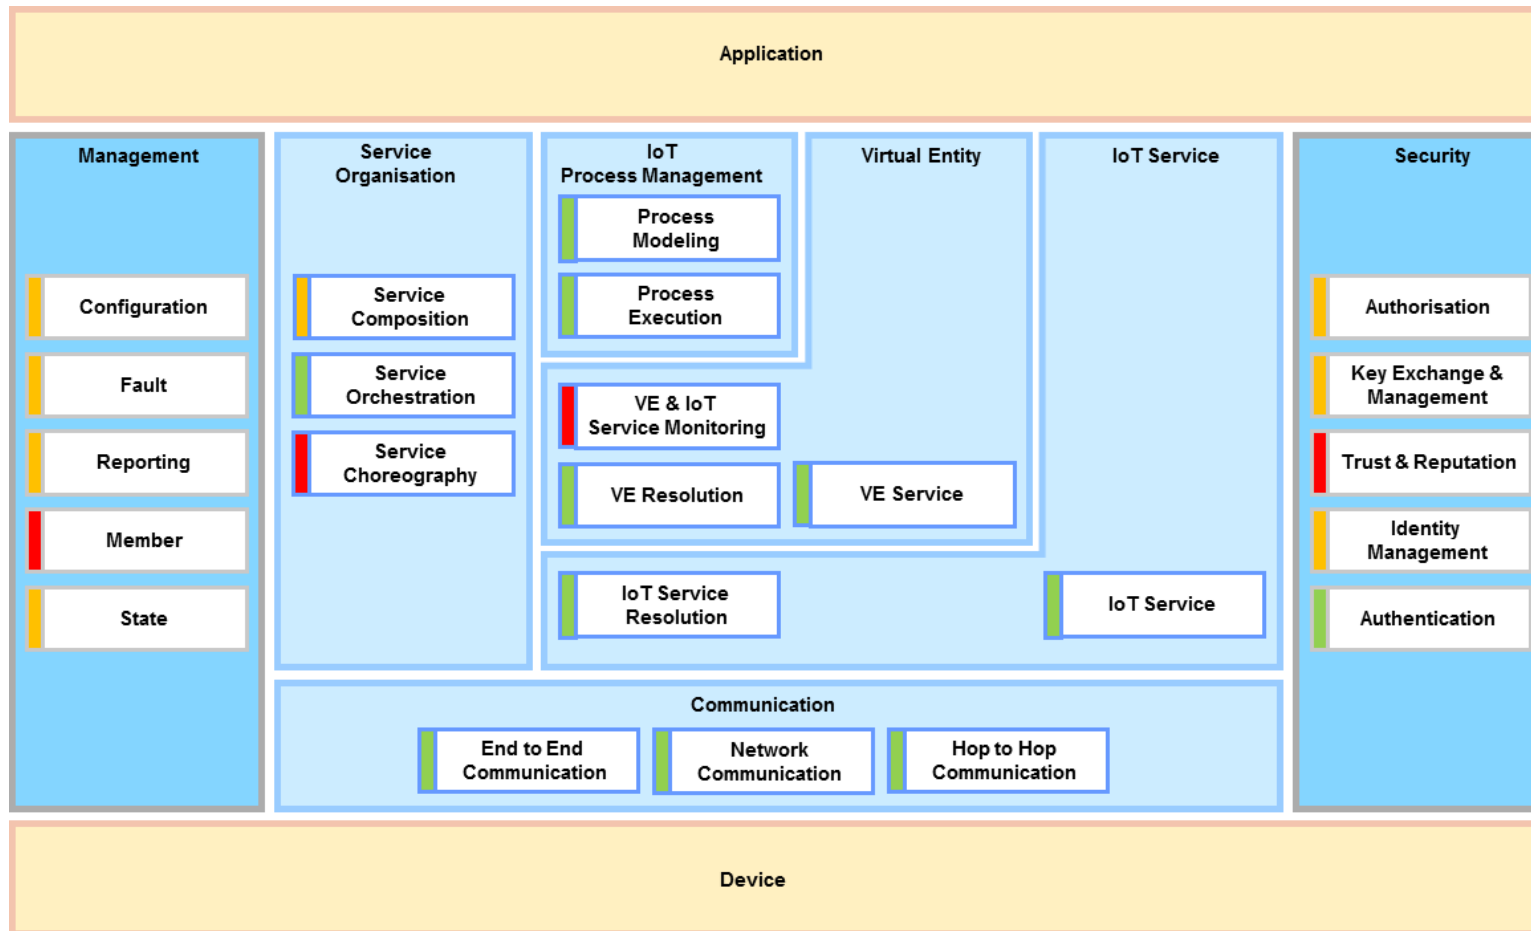 Application
Management
Configuration
Fault
Reporting
Member
State
Service
Organisation
Service
Composition
Service
Orchestration
Service
Choreography
IoT
Process Management
Process
Modeling
Process
Execution
Virtual Entity
VE & IoT
Service Monitoring
VE Resolution
VE Service
IoT Service
IoT Service
Resolution
IoT Service
Security
Authorisation
Key Exchange &
Management
Trust & Reputation
Identity
Management
Authentication
Communication
End to End
Communication
Network
Communication
Hop to Hop
Communication
Device